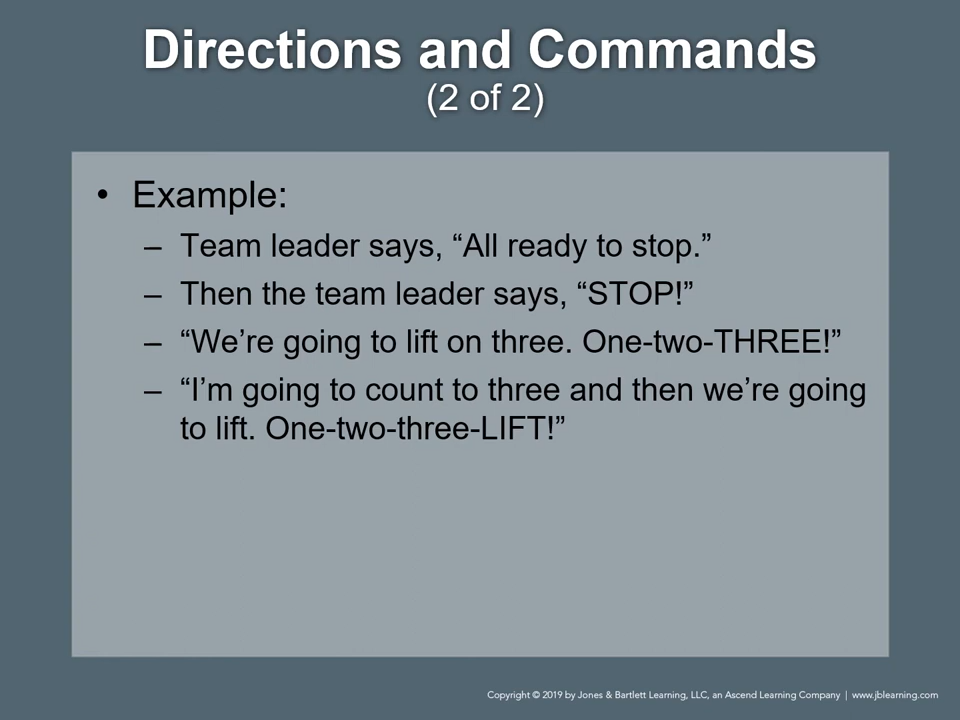 Directions and Commands
(2 of 2)
• Example:
– Team leader says, “All ready to stop.”
– Then the team leader says, “STOP!”
– “We’re going to lift on three. One-two-THREE!”
– “I’m going to count to three and then we’re going
to lift. One-two-three-LIFT!”
Copyright © 2019 by Jones & Bartlett Learning, LLC, an Ascend Learning Company | www.jblearning.com